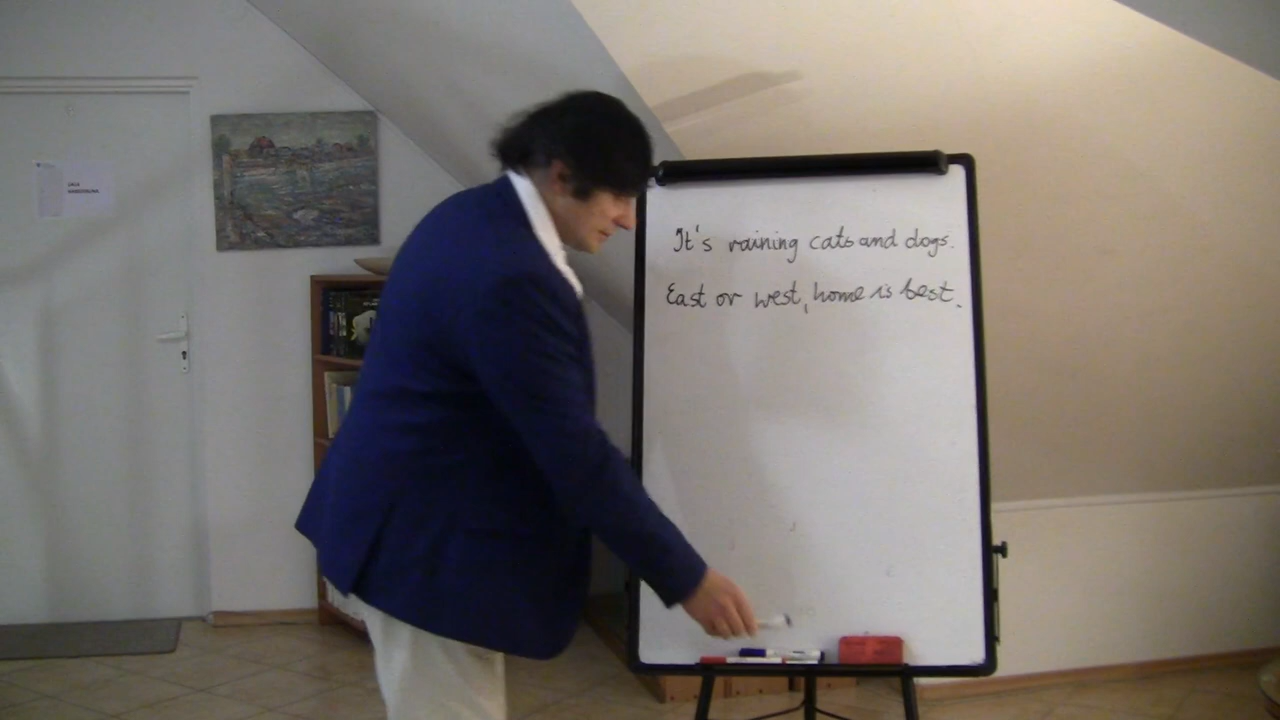 It's raining cats and dogs.
East or west, home is best.